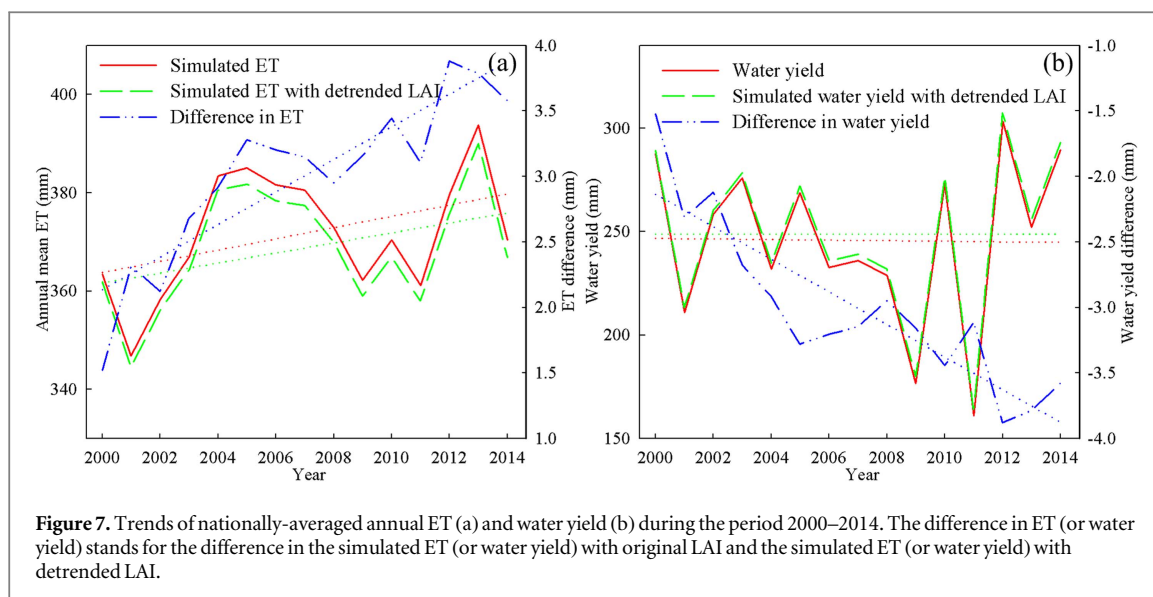 (a)
Simulated ET
Simulated ET with detrended LAI
Difference in ET
Annual mean ET (mm)
400
380
360
340
4.0
3.5
3.0
2.5
2.0
1.5
1.0
ET difference (mm)
2000 2002 2004 2006 2008 2010 2012 2014
Year
(b)
Water yield
Simulated water yield with detrended LAI
Difference in water yield
Water yield (mm)
300
250
200
150
-1.0
-1.5
-2.0
-2.5
-3.0
-3.5
-4.0
Water yield difference (mm)
2000 2002 2004 2006 2008 2010 2012 2014
Year
Figure 7. Trends of nationally-averaged annual ET (a) and water yield (b) during the period 2000–2014. The difference in ET (or water
yield) stands for the difference in the simulated ET (or water yield) with original LAI and the simulated ET (or water yield) with
detrended LAI.